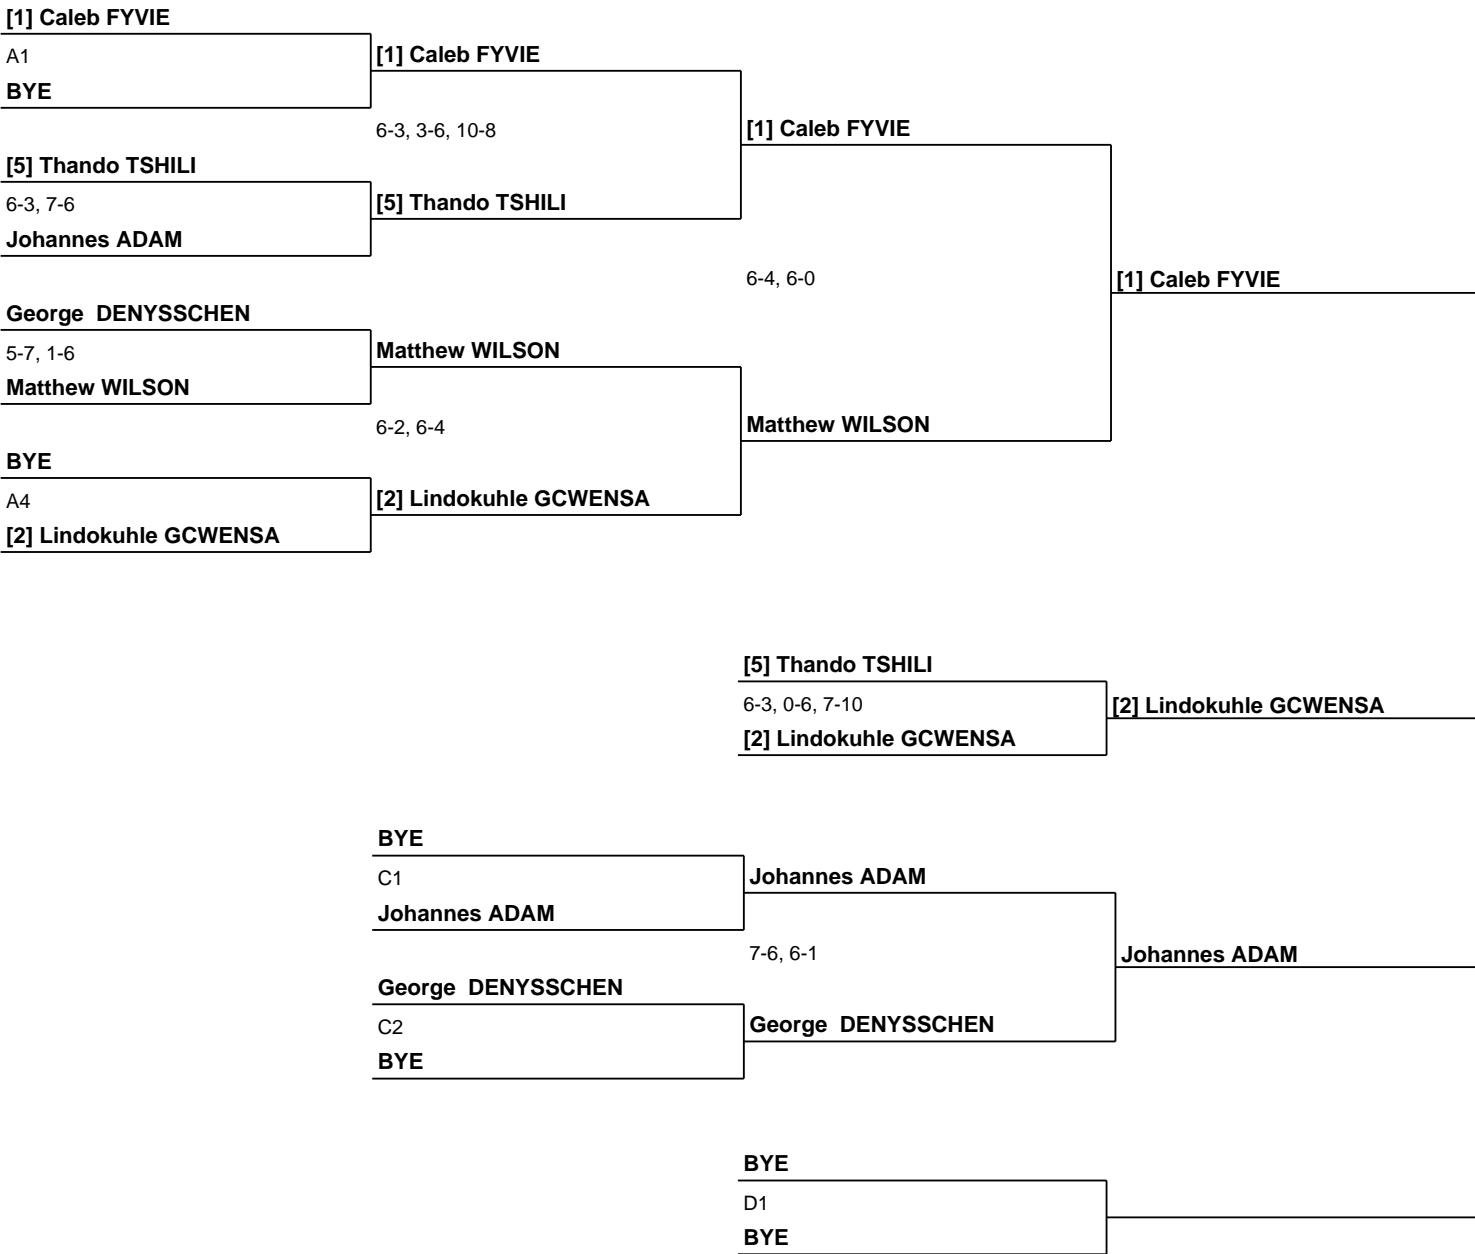 [1] Caleb FYVIE
A1
[1] Caleb FYVIE
BYE
6-3, 3-6, 10-8
[1] Caleb FYVIE
[5] Thando TSHILI
6-3, 7-6
[5] Thando TSHILI
Johannes ADAM
6-4, 6-0
[1] Caleb FYVIE
George  DENYSSCHEN
5-7, 1-6
Matthew WILSON
Matthew WILSON
6-2, 6-4
Matthew WILSON
BYE
A4
[2] Lindokuhle GCWENSA
[2] Lindokuhle GCWENSA
[5] Thando TSHILI
6-3, 0-6, 7-10
[2] Lindokuhle GCWENSA
[2] Lindokuhle GCWENSA
BYE
C1
Johannes ADAM
Johannes ADAM
7-6, 6-1
Johannes ADAM
George  DENYSSCHEN
C2
George  DENYSSCHEN
BYE
BYE
D1
BYE